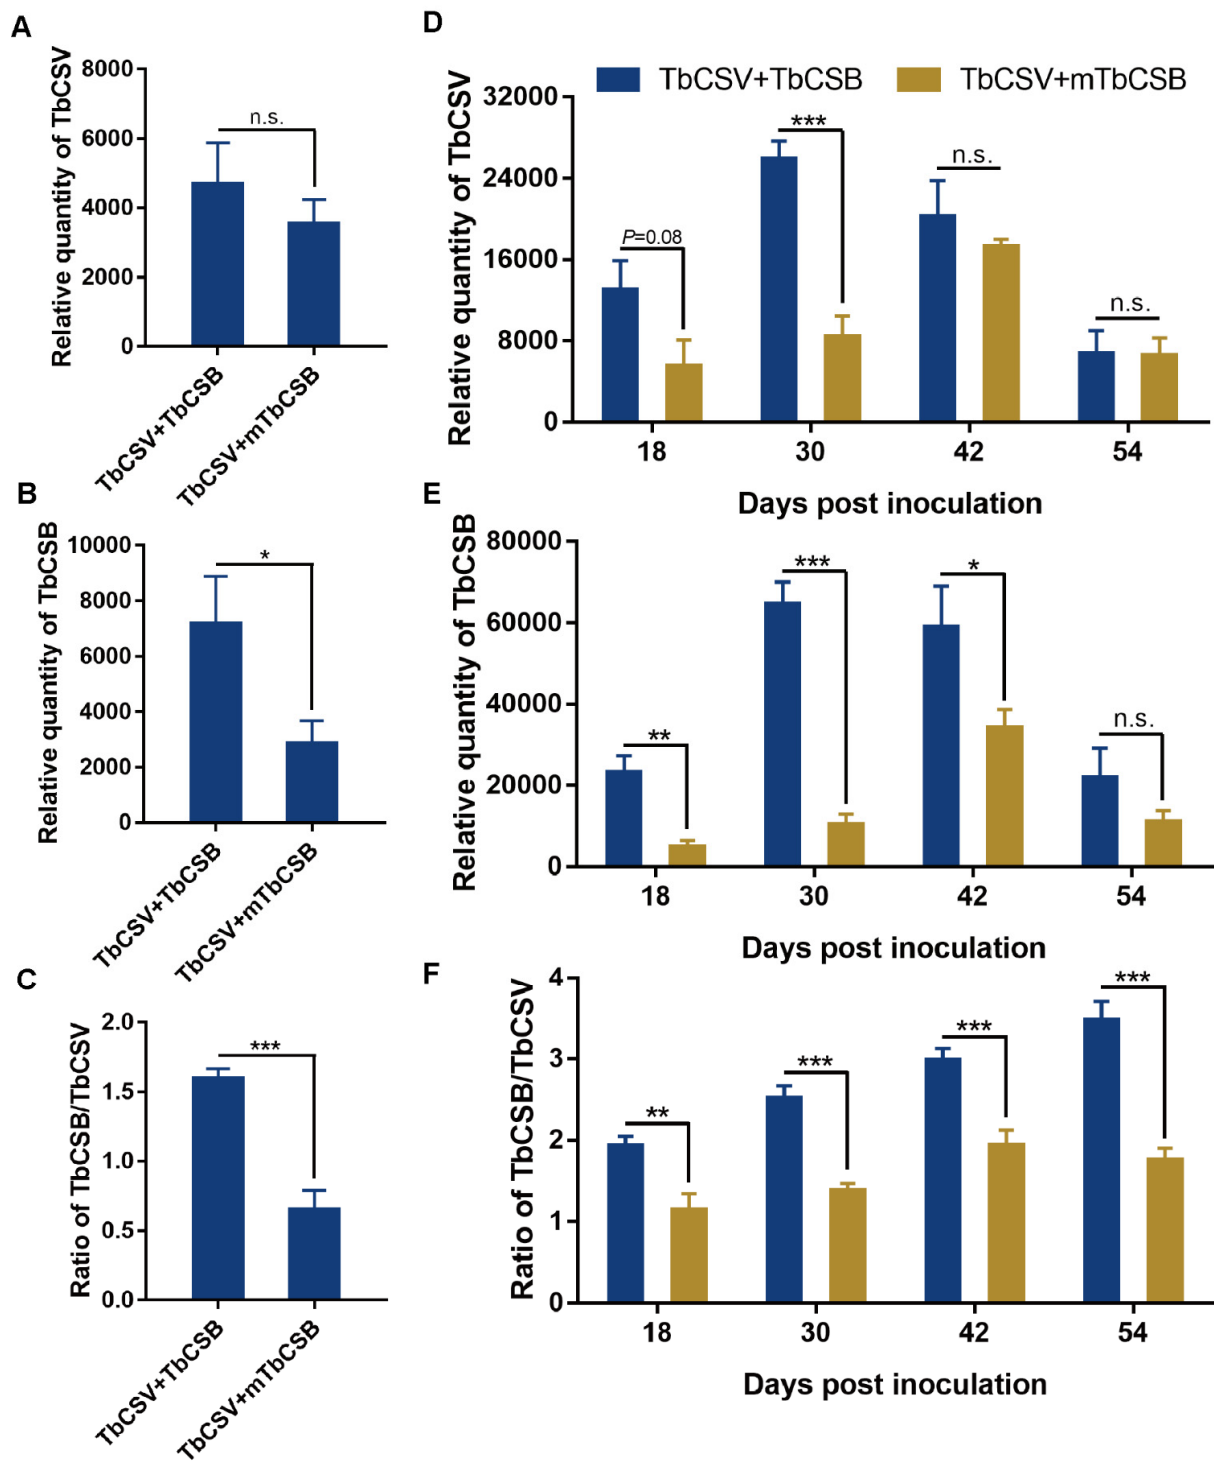 A
Relative quantity of TbCSV
8000
6000
4000
2000
0
n.s.
TbCSV+TbCSB
TbCSV+mTbCSB
B
Relative quantity of TbCSB
10000
8000
6000
4000
2000
0
*
TbCSV+TbCSB
TbCSV+mTbCSB
C
Ratio of TbCSB/TbCSV
2.0
1.5
1.0
0.5
0.0
***
TbCSV+TbCSB
TbCSV+mTbCSB
D
TbCSV+TbCSB
TbCSV+mTbCSB
Relative quantity of TbCSV
32000
24000
16000
8000
0
P=0.08
***
n.s.
n.s.
18 30 42 54
Days post inoculation
E
Relative quantity of TbCSB
80000
60000
40000
20000
0
**
***
*
n.s.
18 30 42 54
Days post inoculation
F
Ratio of TbCSB/TbCSV
4
3
2
1
0
**
***
***
***
18 30 42 54
Days post inoculation